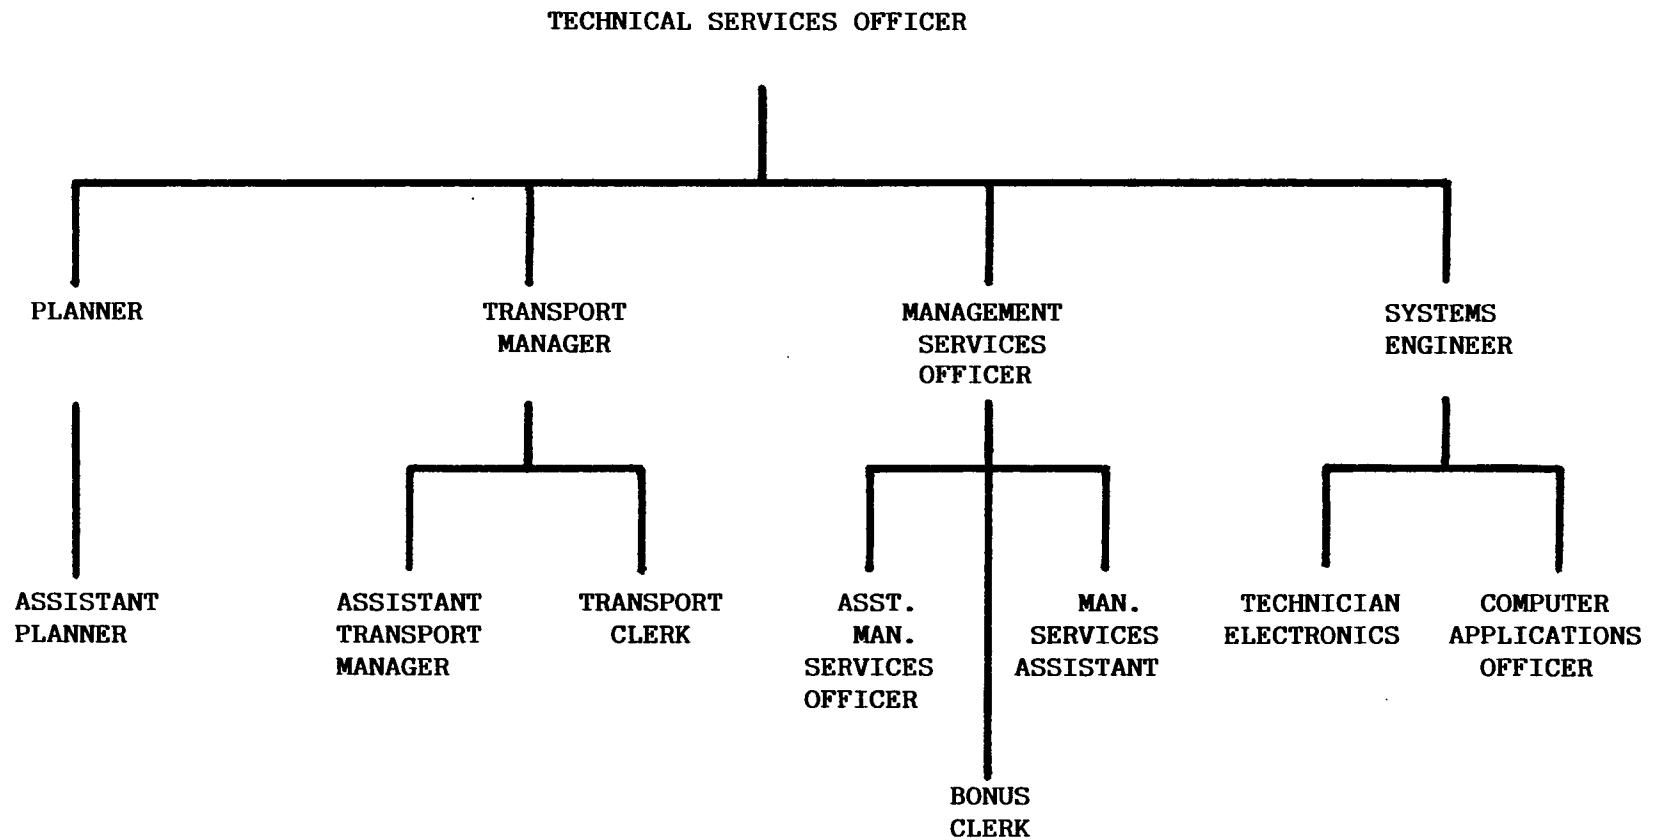 TECHNICAL SERVICES OFFICER
PLANNER
TRANSPORT
MANAGER
MANAGEMENT
SERVICES
OFFICER
SYSTEMS
ENGINEER
ASSISTANT
PLANNER
ASSISTANT
TRANSPORT
MANAGER
TRANSPORT
CLERK
ASST.
MAN.
SERVICES
OFFICER
MAN.
SERVICES
ASSISTANT
TECHNICIAN
ELECTRONICS
COMPUTER
APPLICATIONS
OFFICER
BONUS
CLERK